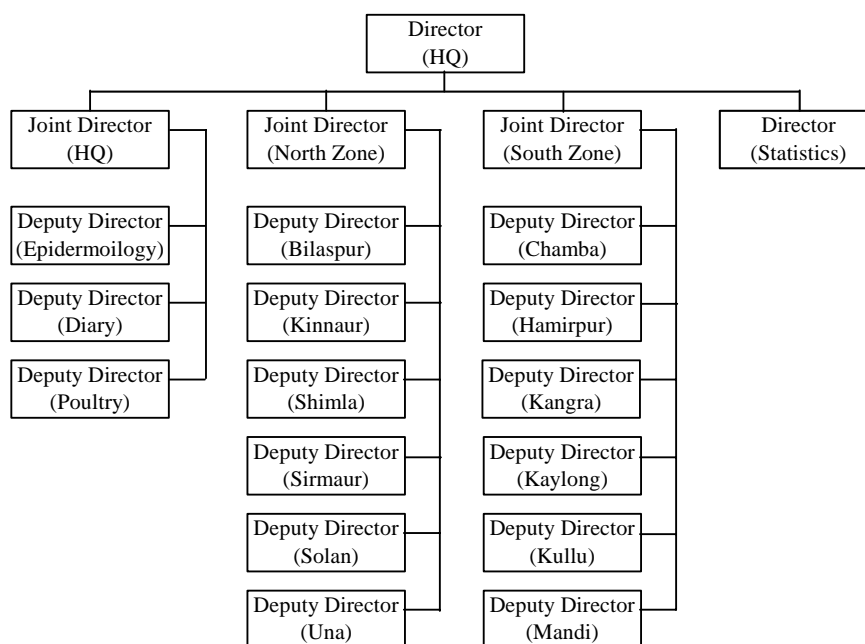 Director
(HQ)
Joint Director
(HQ)
Deputy Director
(Epidermoilogy)
Deputy Director
(Diary)
Deputy Director
(Poultry)
Joint Director
(North Zone)
Deputy Director
(Bilaspur)
Deputy Director
(Kinnaur)
Deputy Director
(Shimla)
Deputy Director
(Sirmaur)
Deputy Director
(Solan)
Deputy Director
(Una)
Joint Director
(South Zone)
Deputy Director
(Chamba)
Deputy Director
(Hamirpur)
Deputy Director
(Kangra)
Deputy Director
(Kaylong)
Deputy Director
(Kullu)
Deputy Director
(Mandi)
Director
(Statistics)